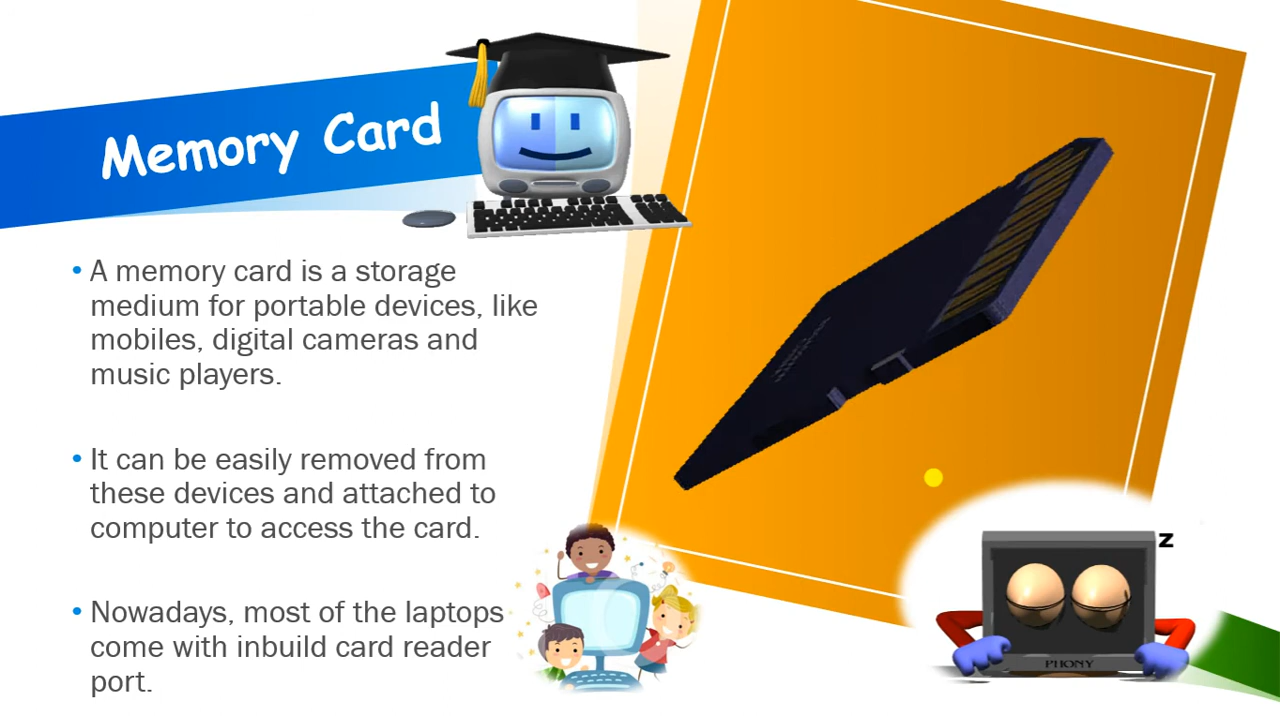 Memory Card
• A memory card is a storage
medium for portable devices, like
mobiles, digital cameras and
music players.
• It can be easily removed from
these devices and attached to
computer to access the card.
• Nowadays, most of the laptops
come with inbuild card reader
port.
z
PHONY